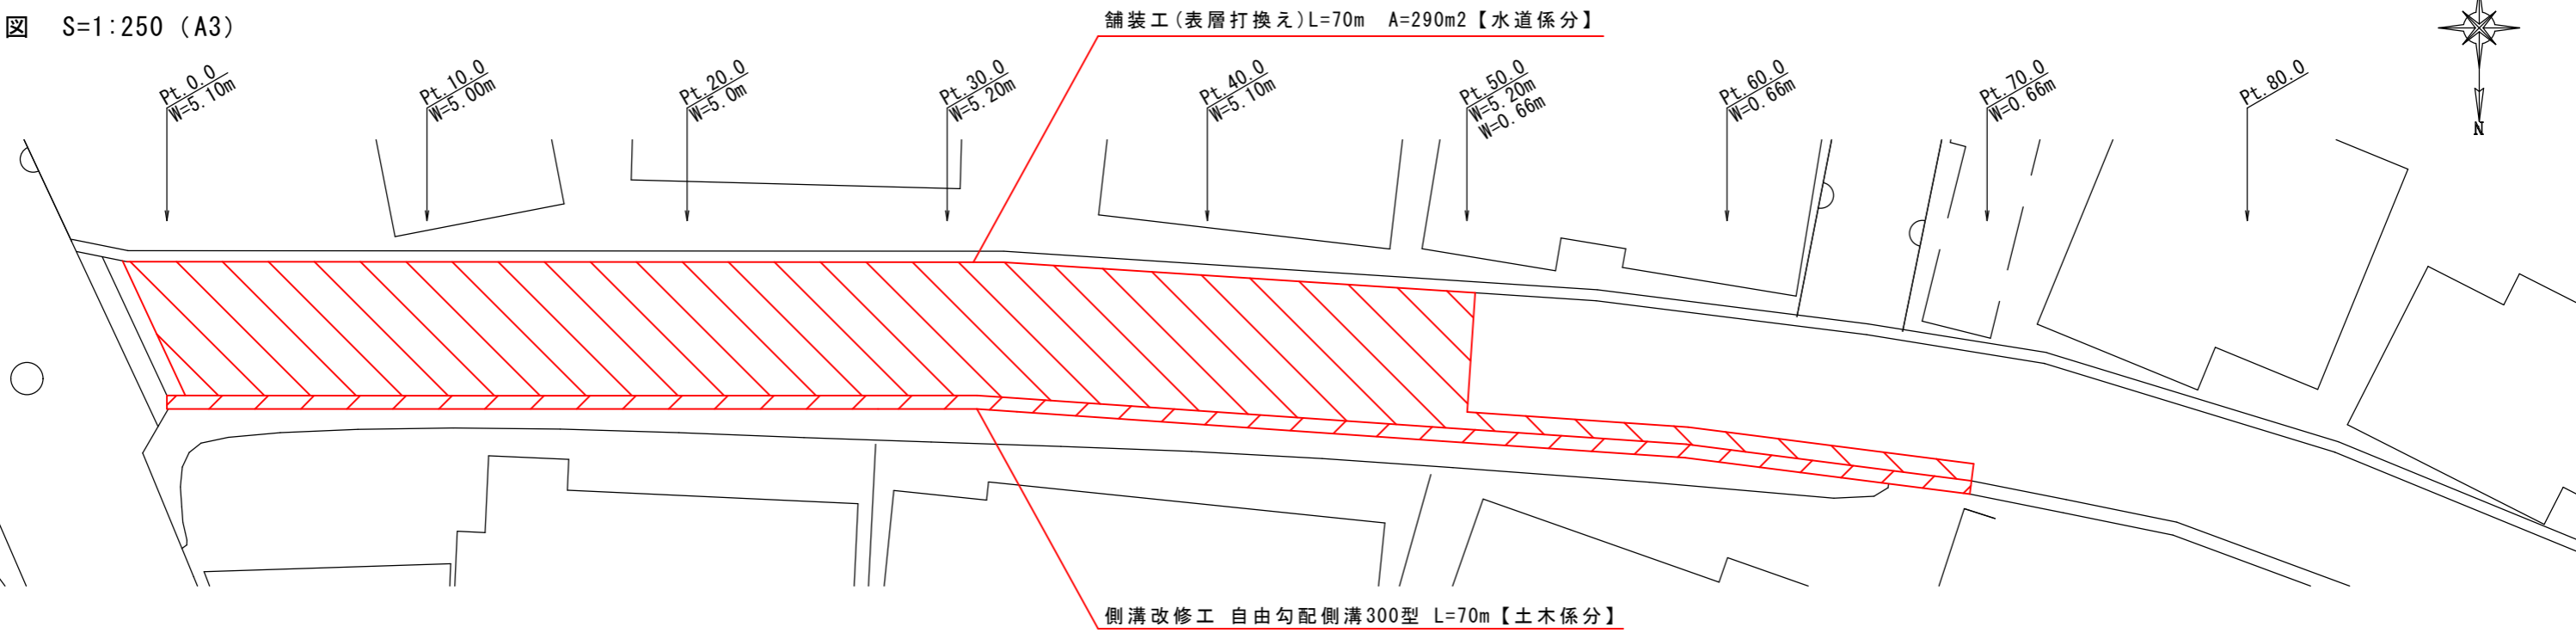 図 S=1:250 (A3)
舗装工(表層打換え)L=70m A=290m2【水道係分】
Pt.0.0
W=5.10m
Pt.10.0
W=5.00m
Pt.20.0
W=5.0m
Pt.30.0
W=5.20m
Pt.40.0
W=5.10m
Pt.50.0
W=5.20m
W=0.66m
Pt.60.0
W=0.66m
Pt.70.0
W=0.66m
Pt.80.0
N
側溝改修工 自由勾配側溝300型 L=70m【土木係分】